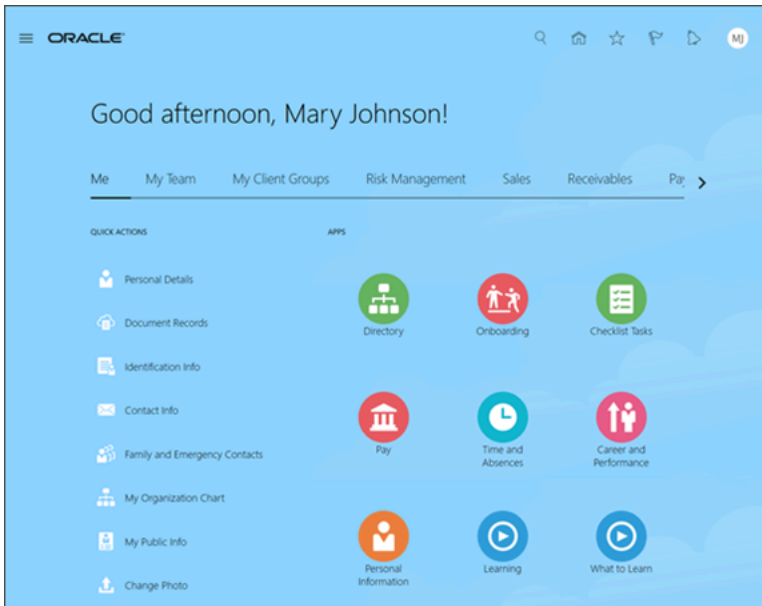 ORACLE
MJ
Good afternoon, Mary Johnson!
Me
My Team
My Client Groups
Risk Management
Sales
Receivables
Pay
QUICK ACTIONS
Personal Details
Document Records
Identification Info
Contact Info
Family and Emergency Contacts
My Organization Chart
My Public Info
Change Photo
APPS
Directory
Onboarding
Checklist Tasks
Pay
Time and
Absences
Career and
Performance
Personal
Information
Learning
What to Learn